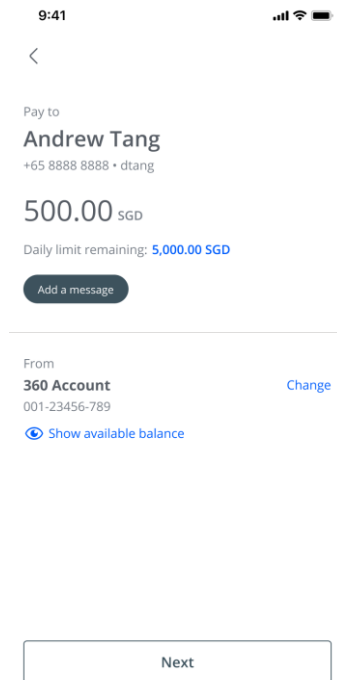 9:41
Pay to
Andrew Tang
+65 8888 8888 • dtang
500.00 SGD
Daily limit remaining: 5,000.00 SGD
Add a message
From
360 Account
Change
001-23456-789
Show available balance
Next